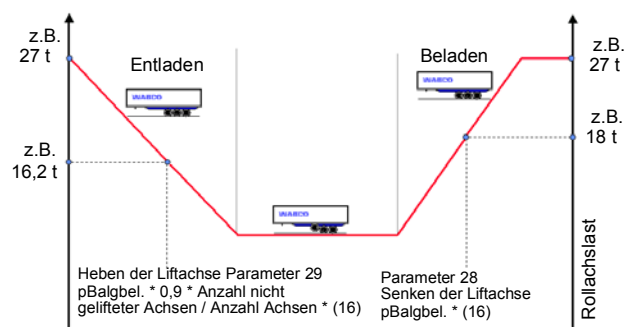 z.B.
27 t
Entladen
Beladen
z.B.
27 t
WABCO
WABCO
z.B.
18 t
z.B.
16,2 t
WABCO
Rollachslast
Heben der Liftachse Parameter 29
pBalgbel. * 0,9 * Anzahl nicht
gelifteter Achsen / Anzahl Achsen * (16)
Parameter 28
Senken der Liftachse
pBalgbel. * (16)